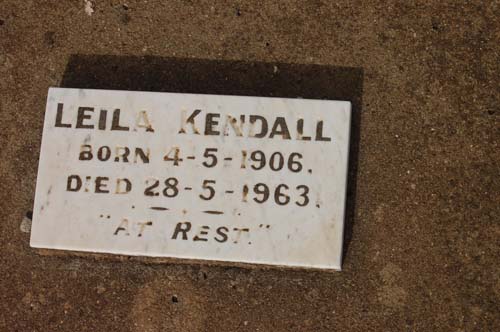 LEILA KENDALL
BORN 4-5-1906.
DIED 28-5-1963.
"AT REST."